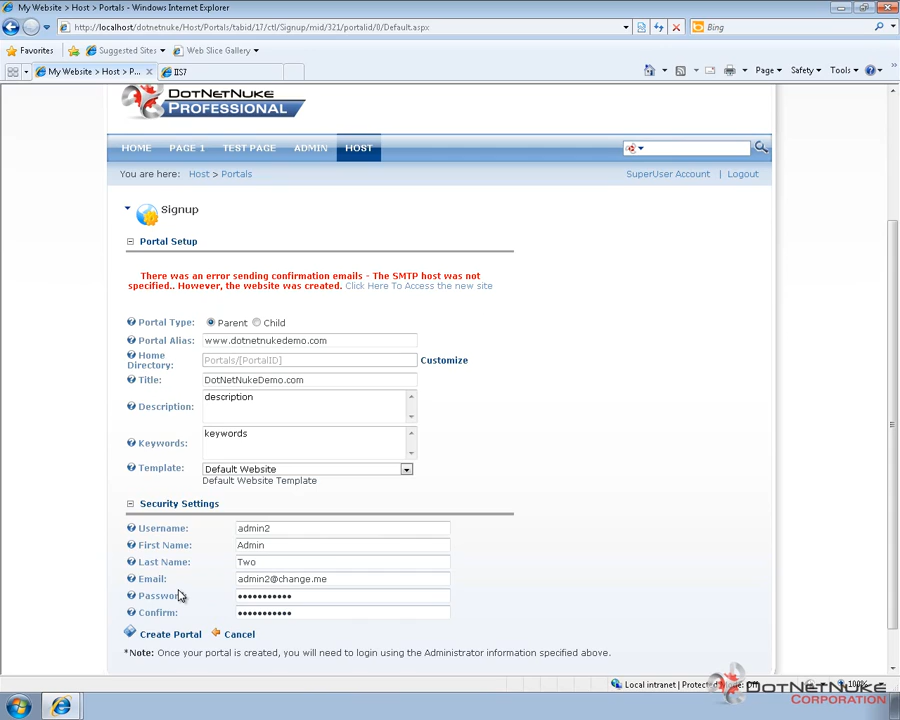 My Website > Host > Portals - Windows Internet Explorer
http://localhost/dotnetnuke/Host/Portals/tabid/17/ctl/Signup/mid/321/portalid/0/Default.aspx
Bing
Favorites
Suggested Sites
Web Slice Gallery
My Website > Host > P...
IIS7
Page
Safety
Tools
DOTNETNUKE
PROFESSIONAL
HOME
PAGE 1
TEST PAGE
ADMIN
HOST
You are here: Host > Portals
SuperUser Account | Logout
Signup
Portal Setup
There was an error sending confirmation emails - The SMTP host was not
specified.. However, the website was created. Click Here To Access the new site
Portal Type: Parent Child
Portal Alias: www.dotnetnukedemo.com
Home Directory: Portals/[PortalID] Customize
Title: DotNetNukeDemo.com
Description: description
Keywords: keywords
Template: Default Website
Default Website Template
Security Settings
Username: admin2
First Name: Admin
Last Name: Two
Email: admin2@change.me
Passwor
Confirm:
Create Portal Cancel
*Note: Once your portal is created, you will need to login using the Administrator information specified above.
Local intranet | Protected Mode: Off
100%
DOTNETNUKE
CORPORATION